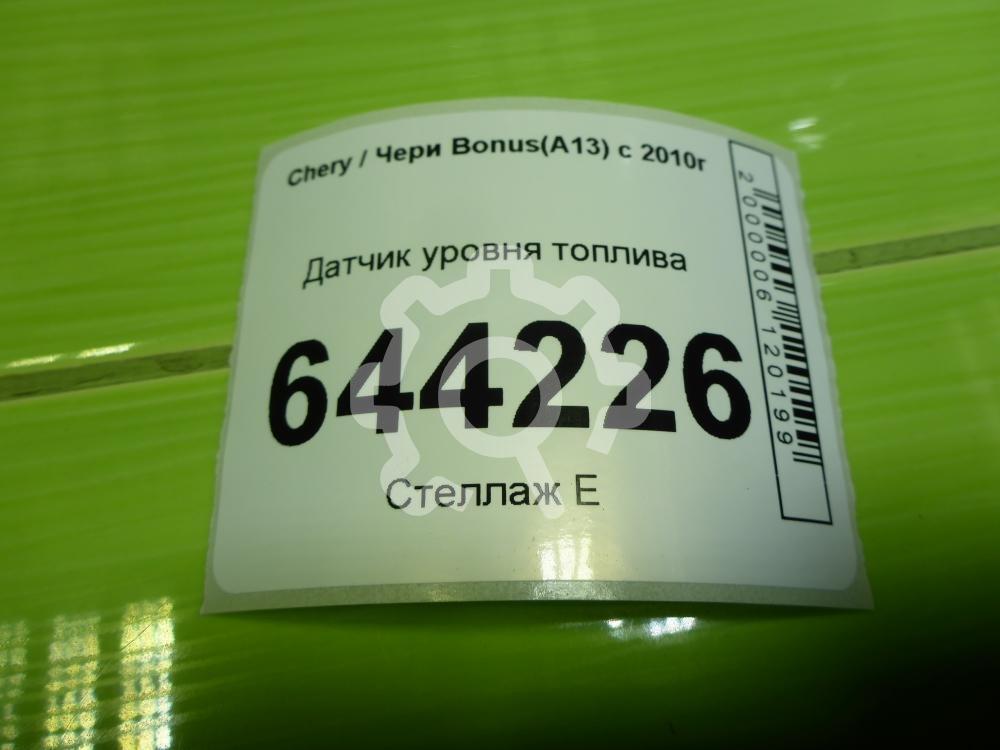 Chery / Чери Bonus(A13) с 2010г
Датчик уровня топлива
644226
Стеллаж Е
2000006120199